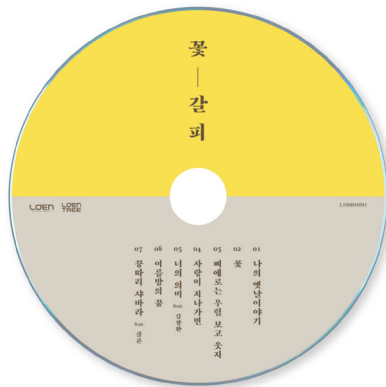 꽃 — 갈피
LOEN
LOEN TREE
L100004891
01 나의 옛날이야기
02 꽃
03 삐에로는 우릴 보고 웃지
04 사랑이 지나가면
05 너의 의미 feat. 김창완
06 여름밤의 꿈
07 꿍따리 샤바라 feat. 클론